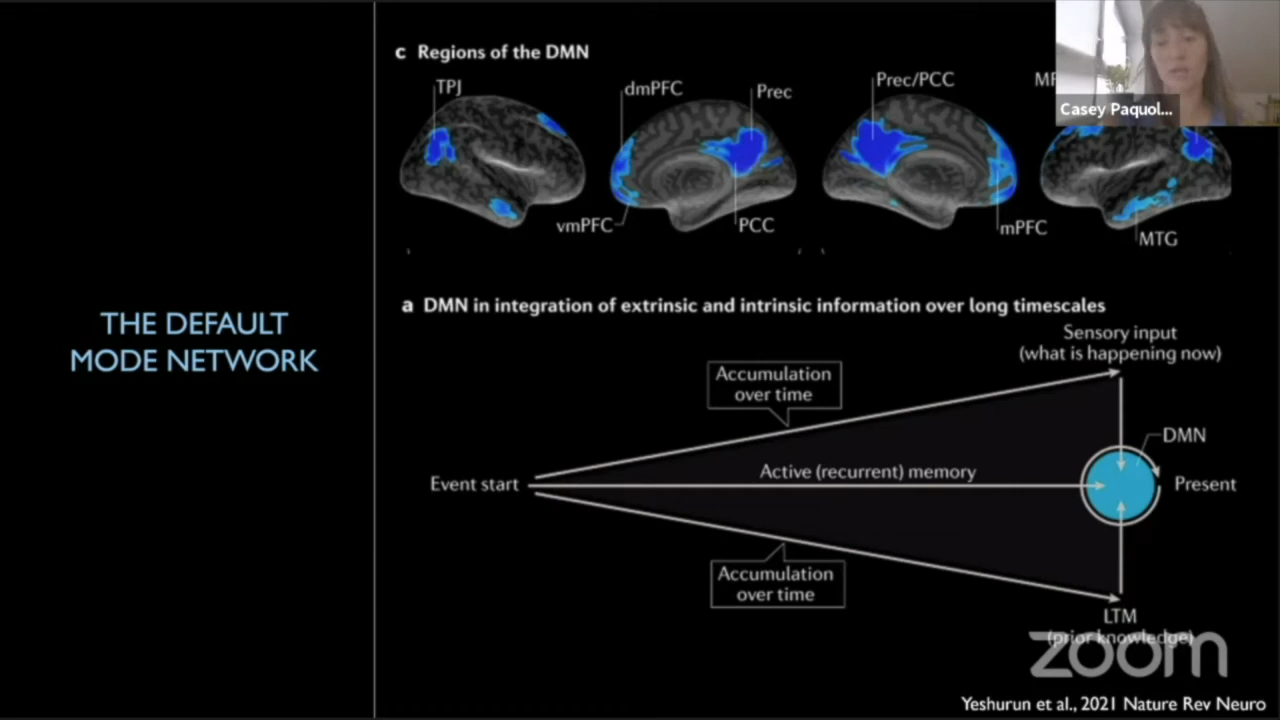 THE DEFAULT
MODE NETWORK
c Regions of the DMN
TPJ
dmPFC
Prec
Prec/PCC
Casey Paquol...
vmPFC
PCC
mPFC
MTG
a DMN in integration of extrinsic and intrinsic information over long timescales
Sensory input
(what is happening now)
Accumulation
over time
DMN
Active (recurrent) memory
Event start
Present
Accumulation
over time
LTM
(prior knowledge)
zoom
Yeshurun et al., 2021 Nature Rev Neuro